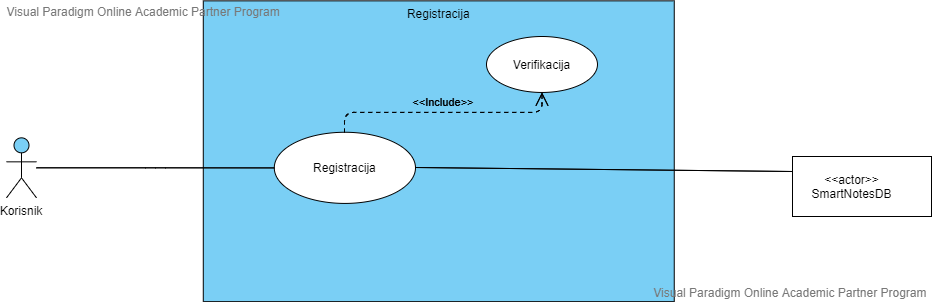 Visual Paradigm Online Academic Partner Program
Registracija
Verifikacija
<<Include>>
Registracija
<<actor>>
SmartNotesDB
Korisnik
Visual Paradigm Online Academic Partner Program